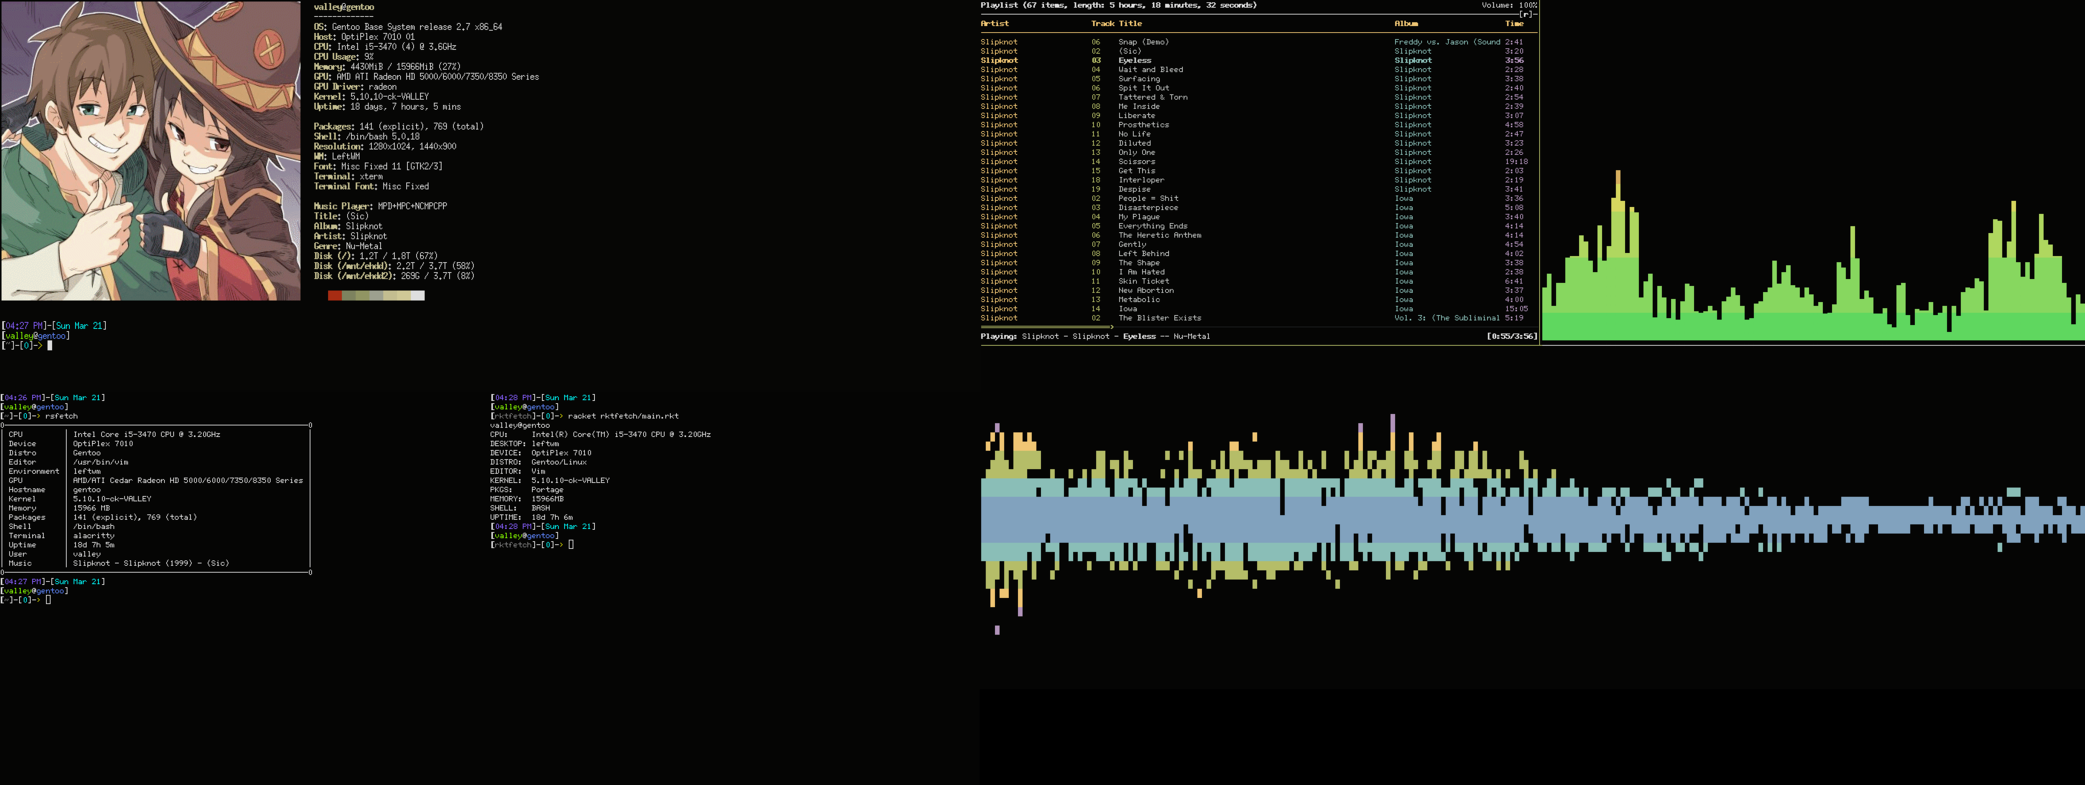 valley@gentoo
-------------
OS: Gentoo Base System release 2.7 x86_64
Host: OptiPlex 7010 01
CPU: Intel i5-3470 (4) @ 3.6GHz
CPU Usage: 9%
Memory: 4430MiB / 15966MiB (27%)
GPU: AMD ATI Radeon HD 5000/6000/7350/8350 Series
GPU Driver: radeon
Kernel: 5.10.10-ck-VALLEY
Uptime: 18 days, 7 hours, 5 mins
Packages: 141 (explicit), 769 (total)
Shell: /bin/bash 5.0.18
Resolution: 1280x1024, 1440x900
WM: LeftWM
Font: Misc Fixed 11 [GTK2/3]
Terminal: xterm
Terminal Font: Misc Fixed
Music Player: MPD+MPC+NCMPCPP
Title: (Sic)
Album: Slipknot
Artist: Slipknot
Genre: Nu-Metal
Disk (/): 1.2T / 1.8T (67%)
Disk (/mnt/ehdd): 2.2T / 3.7T (58%)
Disk (/mnt/ehdd2): 269G / 3.7T (8%)
[04:27 PM]-[Sun Mar 21]
[valley@gentoo]
[~]-[0]->
Playlist (67 items, length: 5 hours, 18 minutes, 32 seconds) Volume: 100%
[r]
Artist Track Title Album Time
Slipknot 06 Snap (Demo) Freddy vs. Jason (Sound 2:41
Slipknot 02 (Sic) Slipknot 3:20
Slipknot 03 Eyeless Slipknot 3:56
Slipknot 04 Wait and Bleed Slipknot 2:28
Slipknot 05 Surfacing Slipknot 3:38
Slipknot 06 Spit It Out Slipknot 2:40
Slipknot 07 Tattered & Torn Slipknot 2:54
Slipknot 08 Me Inside Slipknot 2:39
Slipknot 09 Liberate Slipknot 3:07
Slipknot 10 Prosthetics Slipknot 4:58
Slipknot 11 No Life Slipknot 2:47
Slipknot 12 Diluted Slipknot 3:23
Slipknot 13 Only One Slipknot 2:26
Slipknot 14 Scissors Slipknot 19:18
Slipknot 15 Get This Slipknot 2:03
Slipknot 18 Interloper Slipknot 2:19
Slipknot 19 Despise Slipknot 3:41
Slipknot 02 People = Shit Iowa 3:36
Slipknot 03 Disasterpiece Iowa 5:08
Slipknot 04 My Plague Iowa 3:40
Slipknot 05 Everything Ends Iowa 4:14
Slipknot 06 The Heretic Anthem Iowa 4:14
Slipknot 07 Gently Iowa 4:54
Slipknot 08 Left Behind Iowa 4:02
Slipknot 09 The Shape Iowa 3:38
Slipknot 10 I Am Hated Iowa 2:38
Slipknot 11 Skin Ticket Iowa 6:41
Slipknot 12 New Abortion Iowa 3:37
Slipknot 13 Metabolic Iowa 4:00
Slipknot 14 Iowa Iowa 15:05
Slipknot 02 The Blister Exists Vol. 3: (The Subliminal 5:19
Playing: Slipknot - Slipknot - Eyeless -- Nu-Metal [0:55/3:56]
[04:26 PM]-[Sun Mar 21]
[valley@gentoo]
[~]-[0]-> rsfetch
CPU Intel Core i5-3470 CPU @ 3.20GHz
Device OptiPlex 7010
Distro Gentoo
Editor /usr/bin/vim
Environment leftwm
GPU AMD/ATI Cedar Radeon HD 5000/6000/7350/8350 Series
Hostname gentoo
Kernel 5.10.10-ck-VALLEY
Memory 15966 MB
Packages 141 (explicit), 769 (total)
Shell /bin/bash
Terminal alacritty
Uptime 18d 7h 5m
User valley
Music Slipknot - Slipknot (1999) - (Sic)
[04:27 PM]-[Sun Mar 21]
[valley@gentoo]
[~]-[0]->
[04:28 PM]-[Sun Mar 21]
[valley@gentoo]
[rktfetch]-[0]-> racket rktfetch/main.rkt
valley@gentoo
CPU: Intel(R) Core(TM) i5-3470 CPU @ 3.20GHz
DESKTOP: leftwm
DEVICE: OptiPlex 7010
DISTRO: Gentoo/Linux
EDITOR: Vim
KERNEL: 5.10.10-ck-VALLEY
PKGS: Portage
MEMORY: 15966MB
SHELL: BASH
UPTIME: 18d 7h 6m
[04:28 PM]-[Sun Mar 21]
[valley@gentoo]
[rktfetch]-[0]->